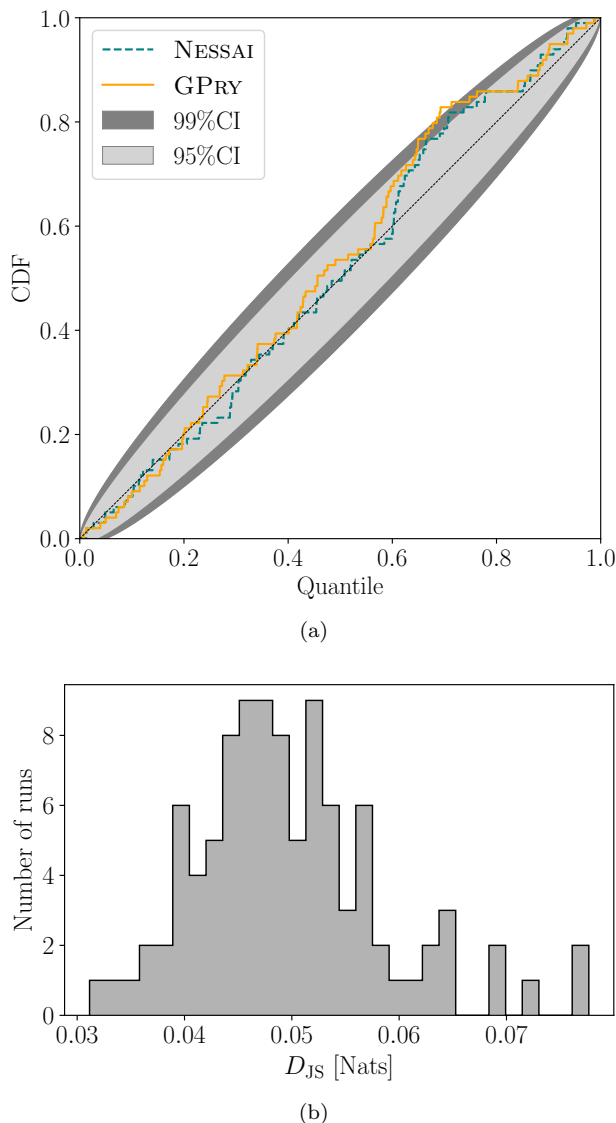 1.0
0.8
0.6
0.4
0.2
0.0
CDF
NESSAI
GPRY
99%CI
95%CI
0.0 0.2 0.4 0.6 0.8 1.0
Quantile
(a)
8
6
4
2
0
Number of runs
0.03 0.04 0.05 0.06 0.07
D_JS [Nats]
(b)